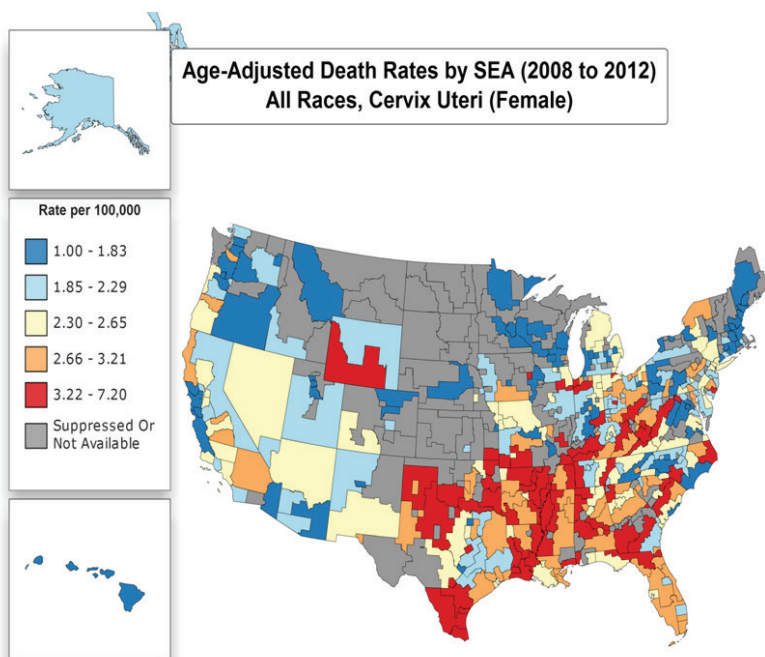 Age-Adjusted Death Rates by SEA (2008 to 2012)
All Races, Cervix Uteri (Female)
Rate per 100,000
1.00 - 1.83
1.85 - 2.29
2.30 - 2.65
2.66 - 3.21
3.22 - 7.20
Suppressed Or
Not Available